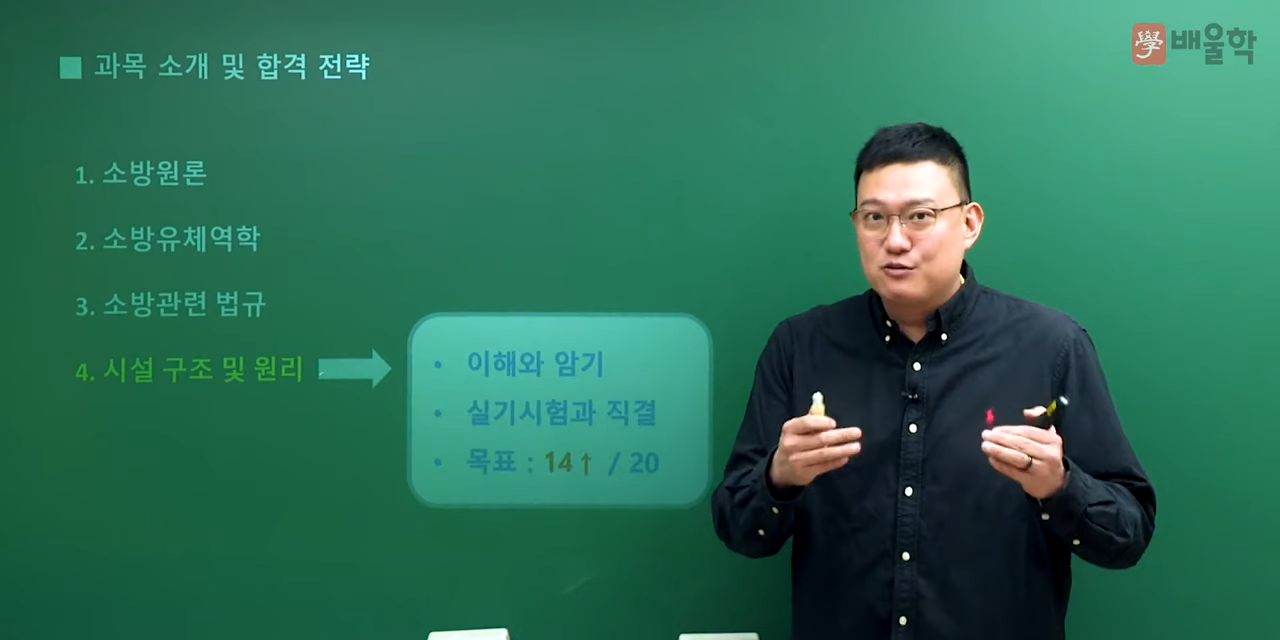 學 배울학
■ 과목 소개 및 합격 전략
1. 소방원론
2. 소방유체역학
3. 소방관련 법규
4. 시설 구조 및 원리
• 이해와 암기
• 실기시험과 직결
• 목표 : 14↑ / 20